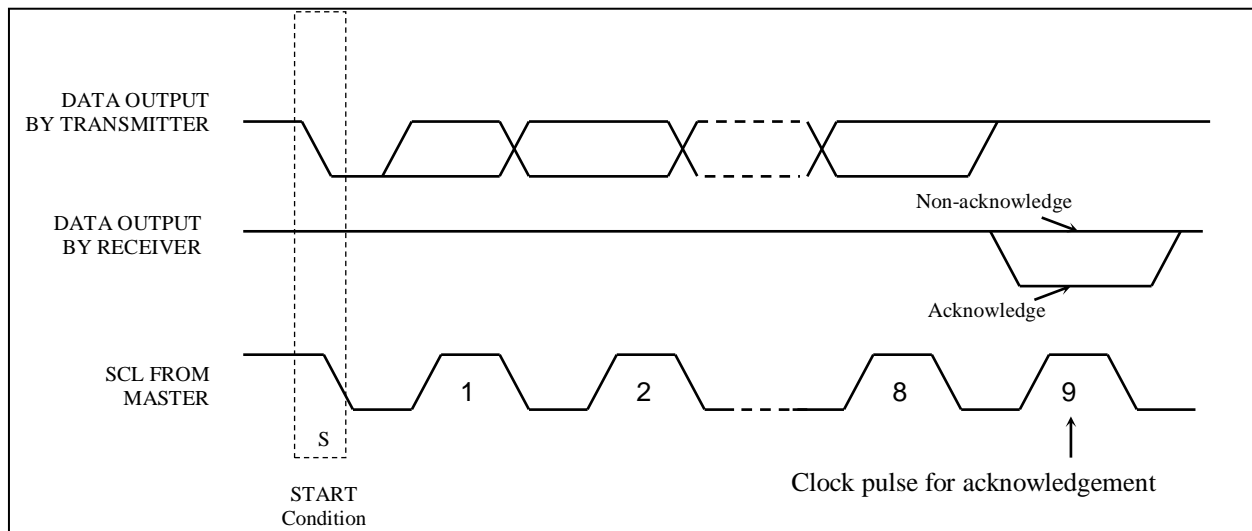 DATA OUTPUT
BY TRANSMITTER
Non-acknowledge
DATA OUTPUT
BY RECEIVER
Acknowledge
SCL FROM
MASTER
1
2
8
9
S
Clock pulse for acknowledgement
START
Condition